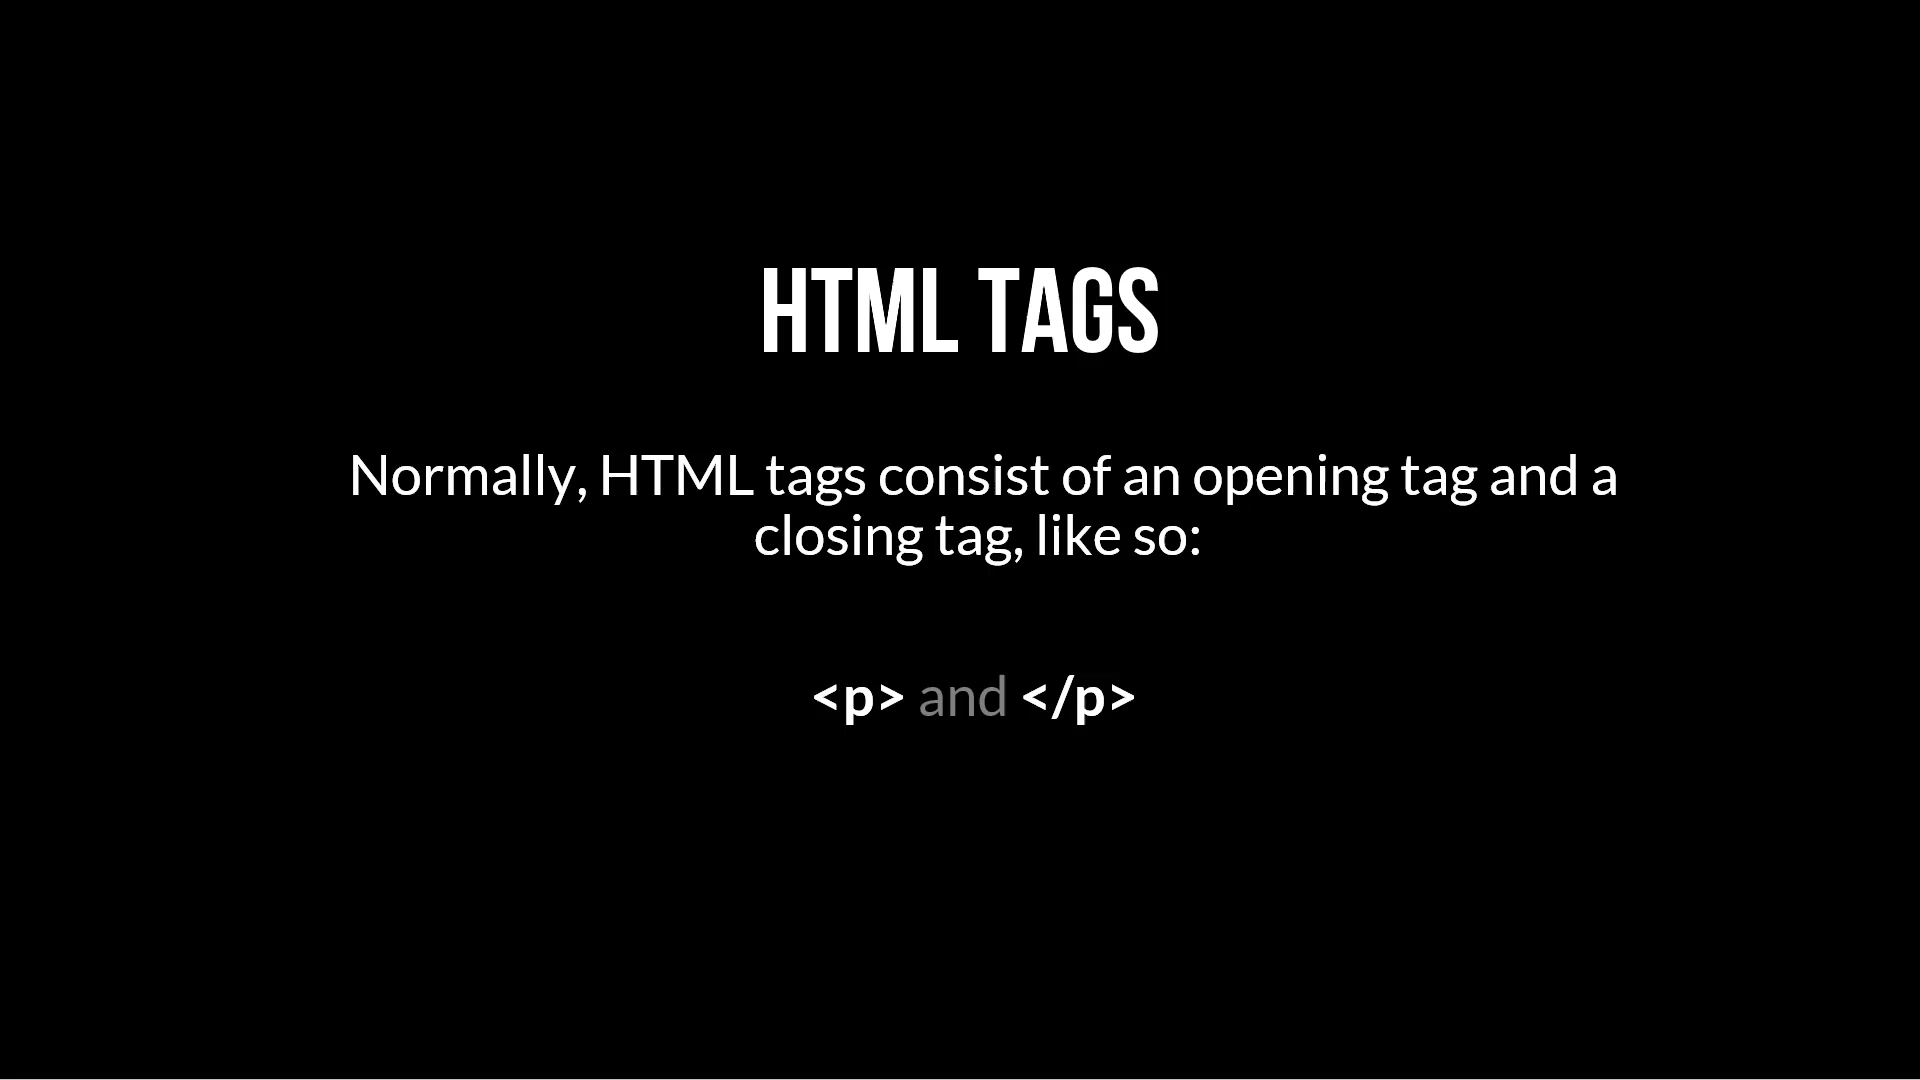 HTML TAGS
Normally, HTML tags consist of an opening tag and a
closing tag, like so:
<p> and </p>